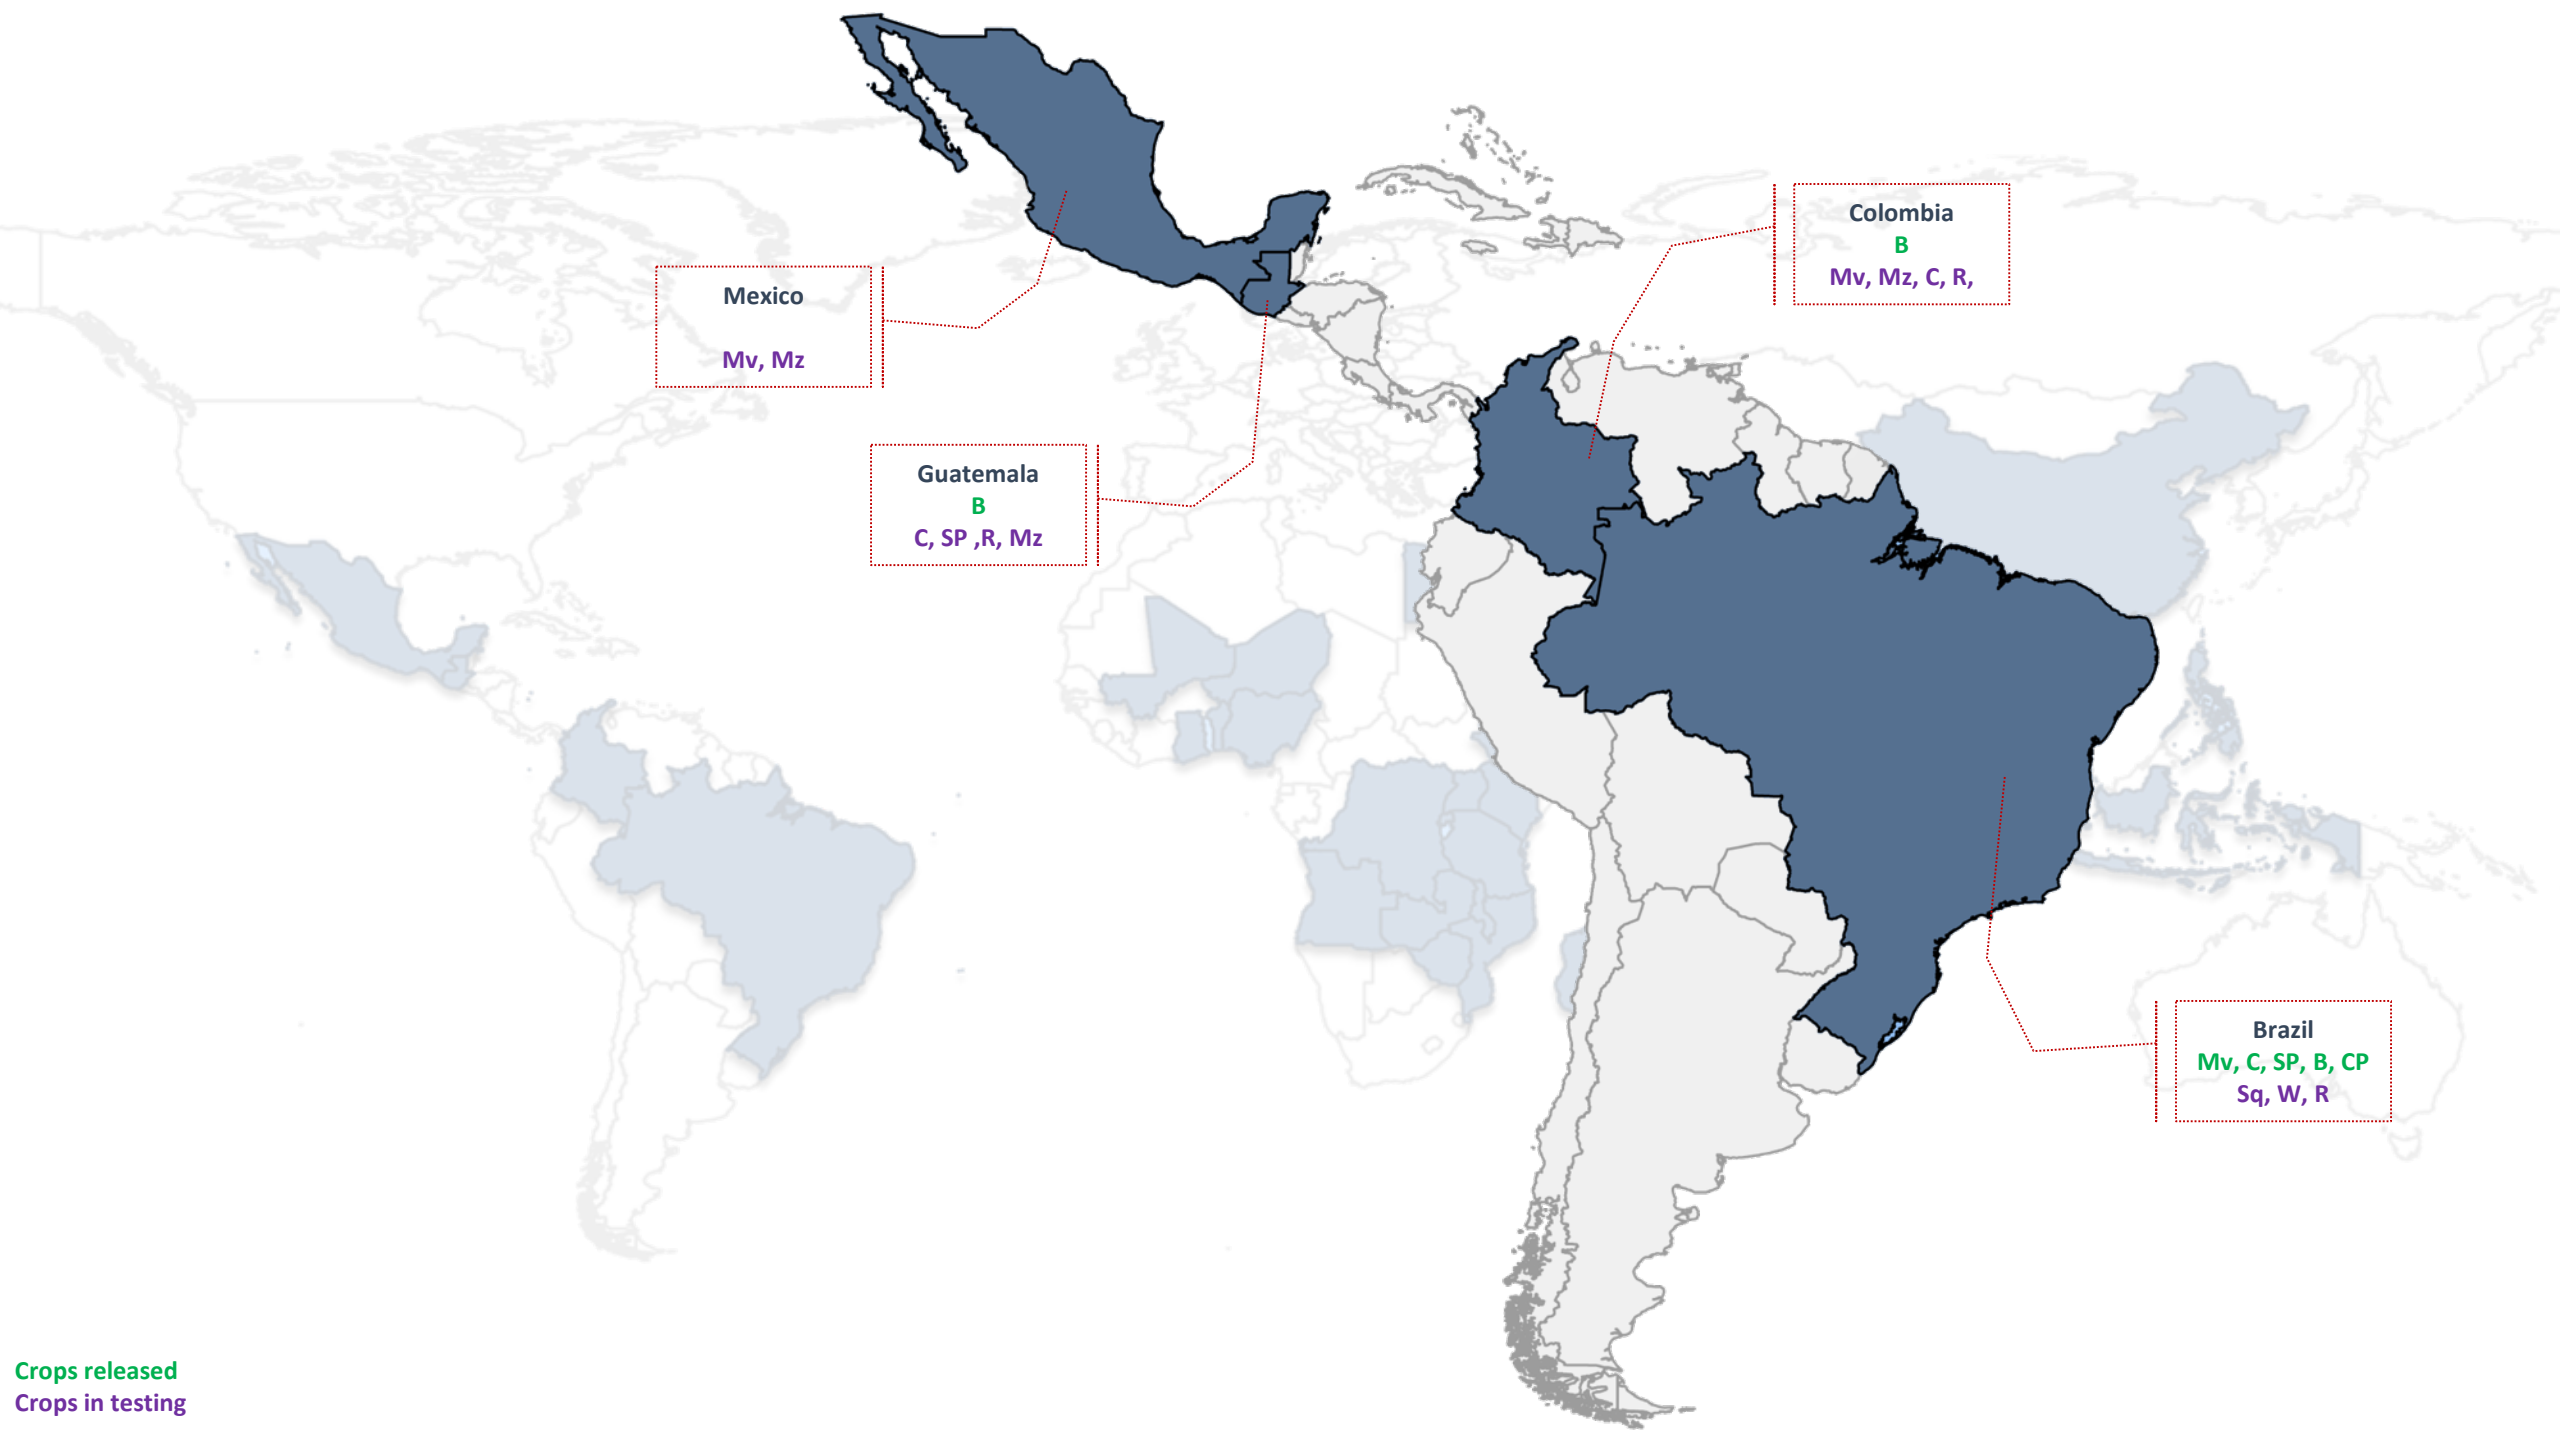 Colombia
B
Mv, Mz, C, R,
Mexico
Mv, Mz
Guatemala
B
C, SP ,R, Mz
Brazil
Mv, C, SP, B, CP
Sq, W, R
Crops released
Crops in testing